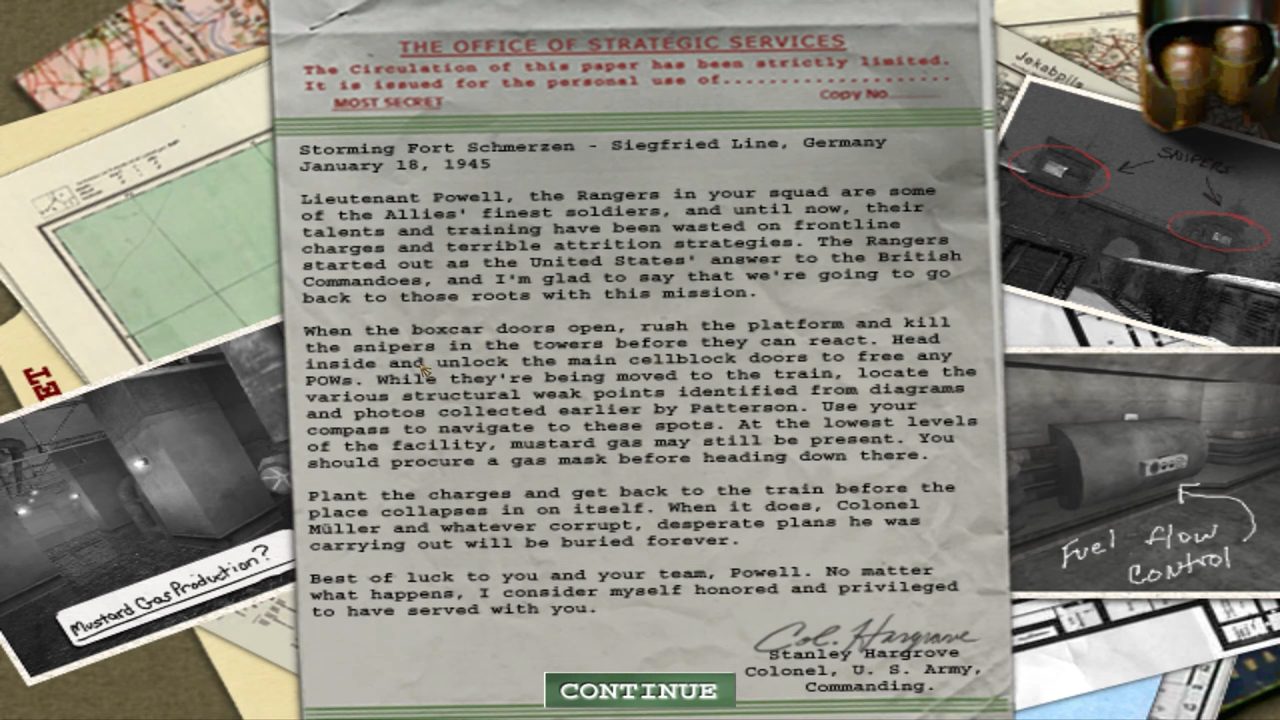 THE OFFICE OF STRATEGIC SERVICES
The Circulation of this paper has been strictly limited.
It is issued for the personal use of.....................
MOST SECRET
Copy No.........
Storming Fort Schmerzen - Siegfried Line, Germany
January 18, 1945
Lieutenant Powell, the Rangers in your squad are some
of the Allies' finest soldiers, and until now, their
talents and training have been wasted on frontline
charges and terrible attrition strategies. The Rangers
started out as the United States' answer to the British
Commandoes, and I'm glad to say that we're going to go
back to those roots with this mission.
When the boxcar doors open, rush the platform and kill
the snipers in the towers before they can react. Head
inside and unlock the main cellblock doors to free any
POWs. While they're being moved to the train, locate the
various structural weak points identified from diagrams
and photos collected earlier by Patterson. Use your
compass to navigate to these spots. At the lowest levels
of the facility, mustard gas may still be present. You
should procure a gas mask before heading down there.
Plant the charges and get back to the train before the
place collapses in on itself. When it does, Colonel
Müller and whatever corrupt, desperate plans he was
carrying out will be buried forever.
Best of luck to you and your team, Powell. No matter
what happens, I consider myself honored and privileged
to have served with you.
Col. Hargrove
Stanley Hargrove
Colonel, U. S. Army,
Commanding.
CONTINUE
ET
Mustard Gas Production?
Jekabpils
SNIPERS
Fuel flow
Control